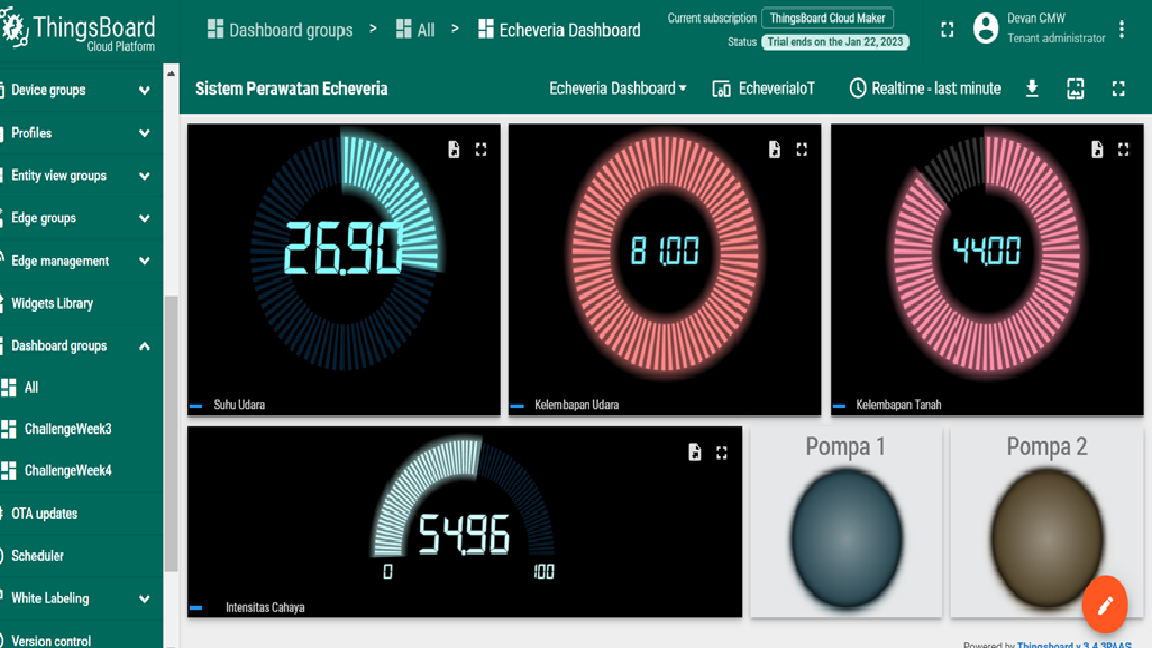 ThingsBoard
Cloud Platform
Dashboard groups > All > Echeveria Dashboard
Current subscription ThingsBoard Cloud Maker
Status Trial ends on the Jan 22, 2023
Devan CMW
Tenant administrator
Device groups
Profiles
Entity view groups
Edge groups
Edge management
Widgets Library
Dashboard groups
All
ChallengeWeek3
ChallengeWeek4
OTA updates
Scheduler
White Labeling
Version control
Sistem Perawatan Echeveria
Echeveria Dashboard
EcheveriaIoT
Realtime - last minute
26.90
Suhu Udara
81.00
Kelembapan Udara
44.00
Kelembapan Tanah
54.96
0
100
Intensitas Cahaya
Pompa 1
Pompa 2
Powered by Thingsboard v.3.4.3PAAS